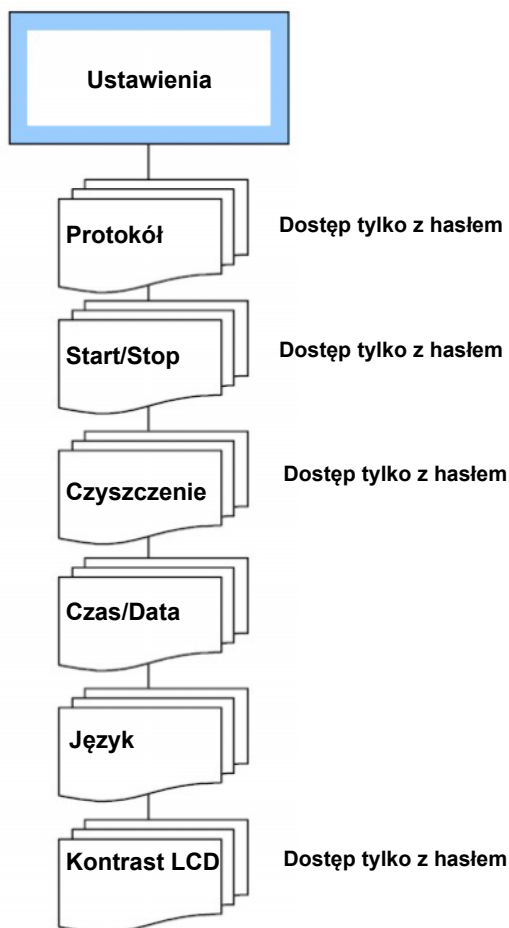 Ustawienia
Protokół
Dostęp tylko z hasłem
Start/Stop
Dostęp tylko z hasłem
Czyszczenie
Dostęp tylko z hasłem
Czas/Data
Język
Kontrast LCD
Dostęp tylko z hasłem